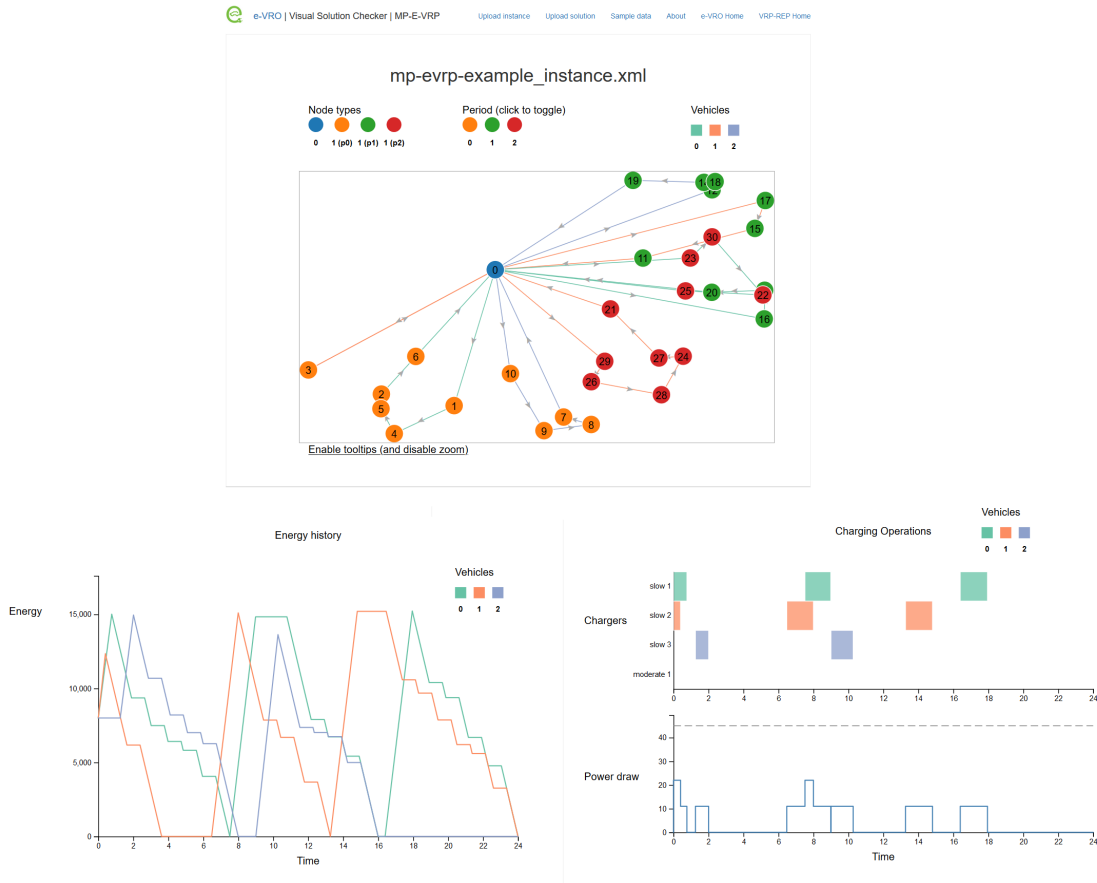 e-VRO | Visual Solution Checker | MP-E-VRP
Upload instance Upload solution Sample data About e-VRO Home VRP-REP Home
mp-evrp-example_instance.xml
Node types
0 1 (p0) 1 (p1) 1 (p2)
Period (click to toggle)
0 1 2
Vehicles
0 1 2
19
18
17
15
30
11
23
0
25
20
22
16
21
3
6
29
27
24
10
26
2
28
5
1
7
8
4
9
Enable tooltips (and disable zoom)
Energy history
Vehicles
0 1 2
Energy
15,000
10,000
5,000
0
0 2 4 6 8 10 12 14 16 18 20 22 24
Time
Charging Operations
Vehicles
0 1 2
Chargers
slow 1
slow 2
slow 3
moderate 1
0 2 4 6 8 10 12 14 16 18 20 22 24
Power draw
40
30
20
10
0
0 2 4 6 8 10 12 14 16 18 20 22 24
Time